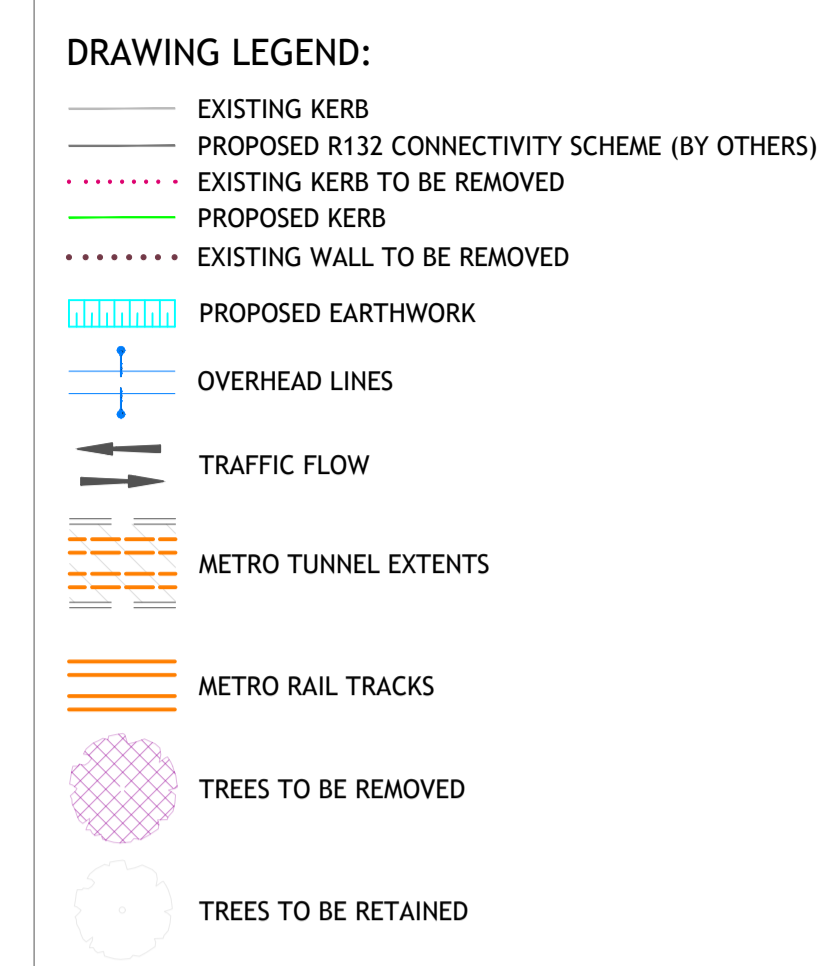 DRAWING LEGEND:
EXISTING KERB
PROPOSED R132 CONNECTIVITY SCHEME (BY OTHERS)
EXISTING KERB TO BE REMOVED
PROPOSED KERB
EXISTING WALL TO BE REMOVED
PROPOSED EARTHWORK
OVERHEAD LINES
TRAFFIC FLOW
METRO TUNNEL EXTENTS
METRO RAIL TRACKS
TREES TO BE REMOVED
TREES TO BE RETAINED